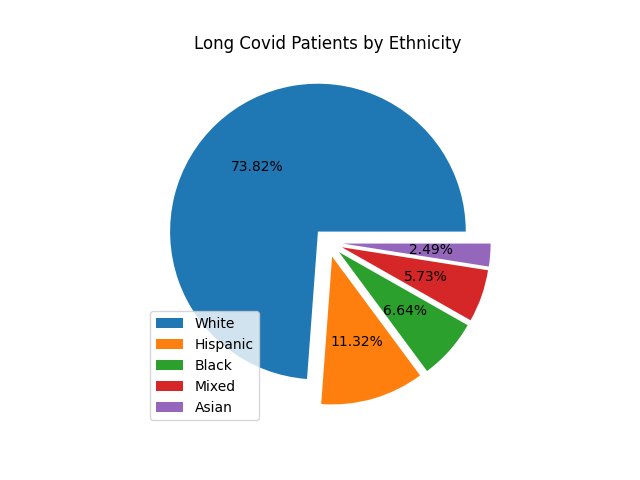 Long Covid Patients by Ethnicity
73.82%
2.49%
5.73%
6.64%
11.32%
White
Hispanic
Black
Mixed
Asian